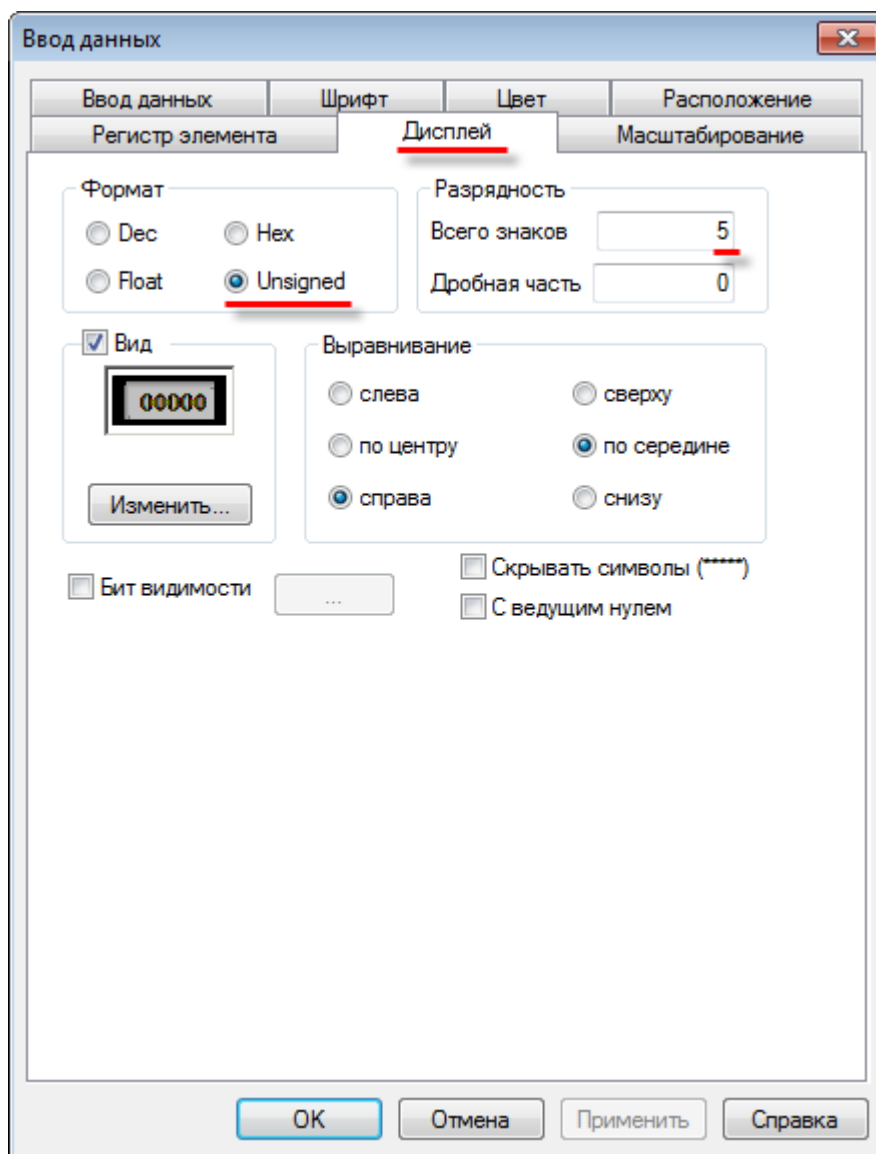 Ввод данных
Ввод данных Шрифт Цвет Расположение
Регистр элемента Дисплей Масштабирование
Формат Разрядность
Dec Hex Всего знаков 5
Float Unsigned Дробная часть 0
Вид Выравнивание
00000 слева сверху
по центру по середине
Изменить... справа снизу
Скрывать символы (*****)
Бит видимости ...
С ведущим нулем
OK Отмена Применить Справка